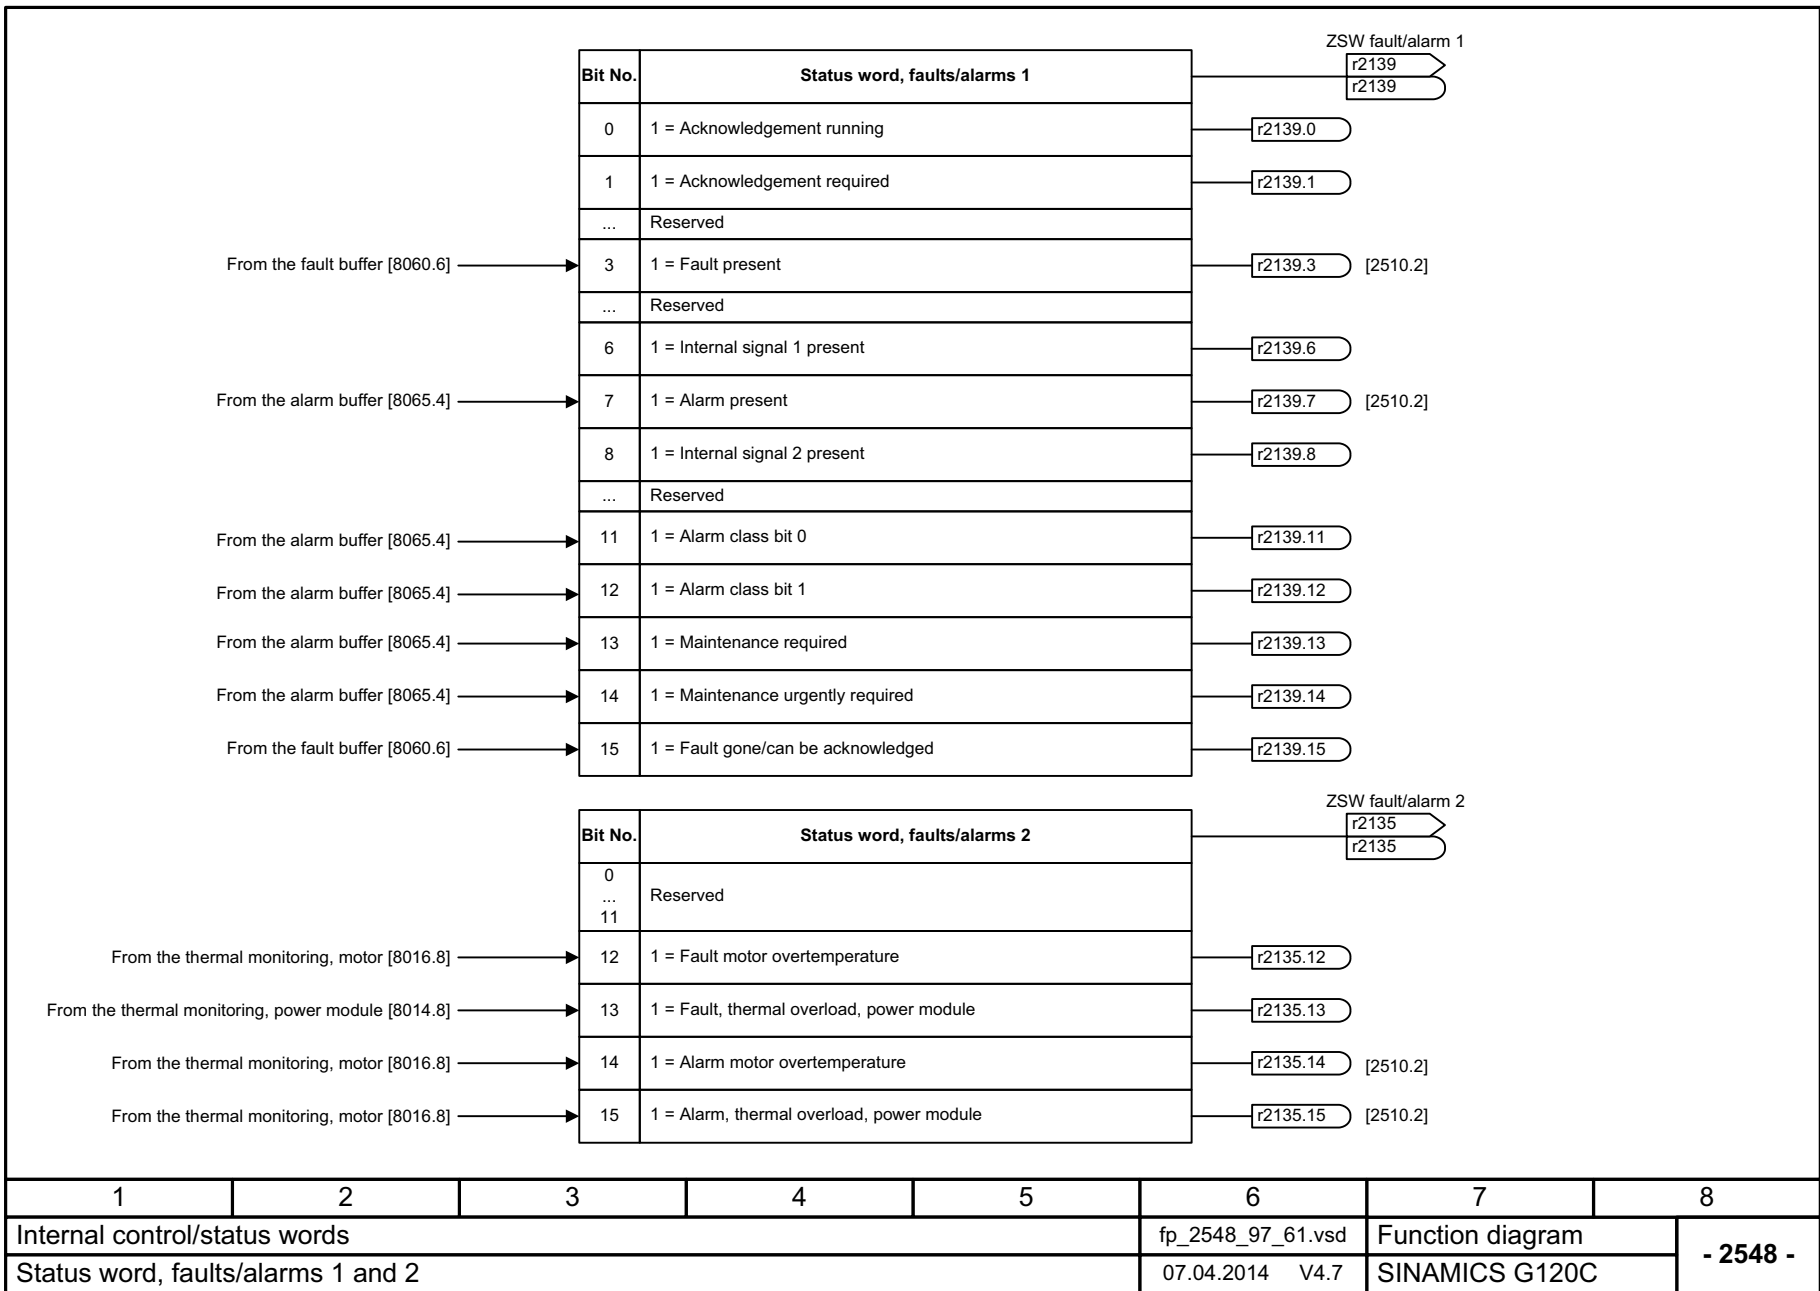 ZSW fault/alarm 1
Bit No. Status word, faults/alarms 1 r2139
r2139
0 1 = Acknowledgement running r2139.0
1 1 = Acknowledgement required r2139.1
... Reserved
From the fault buffer [8060.6] 3 1 = Fault present r2139.3 [2510.2]
... Reserved
6 1 = Internal signal 1 present r2139.6
From the alarm buffer [8065.4] 7 1 = Alarm present r2139.7 [2510.2]
8 1 = Internal signal 2 present r2139.8
... Reserved
From the alarm buffer [8065.4] 11 1 = Alarm class bit 0 r2139.11
From the alarm buffer [8065.4] 12 1 = Alarm class bit 1 r2139.12
From the alarm buffer [8065.4] 13 1 = Maintenance required r2139.13
From the alarm buffer [8065.4] 14 1 = Maintenance urgently required r2139.14
From the fault buffer [8060.6] 15 1 = Fault gone/can be acknowledged r2139.15
ZSW fault/alarm 2
Bit No. Status word, faults/alarms 2 r2135
r2135
0
... Reserved
11
From the thermal monitoring, motor [8016.8] 12 1 = Fault motor overtemperature r2135.12
From the thermal monitoring, power module [8014.8] 13 1 = Fault, thermal overload, power module r2135.13
From the thermal monitoring, motor [8016.8] 14 1 = Alarm motor overtemperature r2135.14 [2510.2]
From the thermal monitoring, motor [8016.8] 15 1 = Alarm, thermal overload, power module r2135.15 [2510.2]
1 2 3 4 5 6 7 8
Internal control/status words fp_2548_97_61.vsd Function diagram
- 2548 -
Status word, faults/alarms 1 and 2 07.04.2014 V4.7 SINAMICS G120C